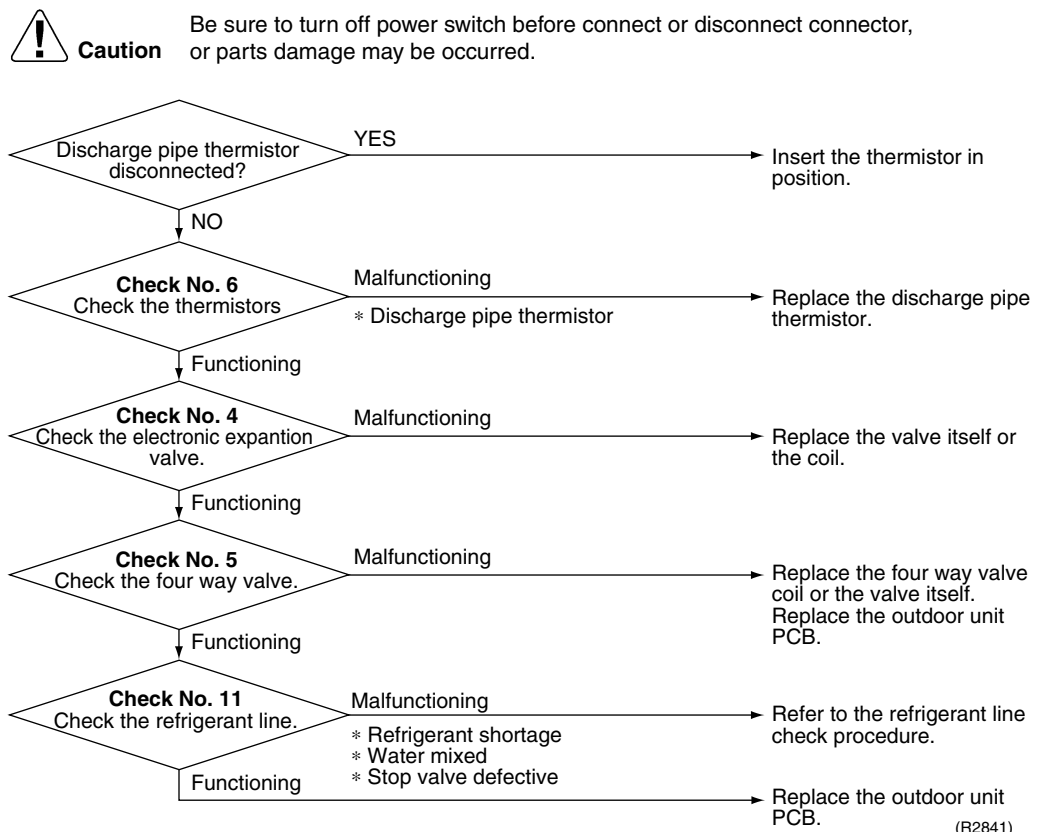 Be sure to turn off power switch before connect or disconnect connector,
Caution or parts damage may be occurred.
Discharge pipe thermistor
disconnected?
YES
Insert the thermistor in
position.
NO
Check No. 6
Check the thermistors
Malfunctioning
* Discharge pipe thermistor
Replace the discharge pipe
thermistor.
Functioning
Check No. 4
Check the electronic expantion
valve.
Malfunctioning
Replace the valve itself or
the coil.
Functioning
Check No. 5
Check the four way valve.
Malfunctioning
Replace the four way valve
coil or the valve itself.
Replace the outdoor unit
PCB.
Functioning
Check No. 11
Check the refrigerant line.
Malfunctioning
* Refrigerant shortage
* Water mixed
* Stop valve defective
Refer to the refrigerant line
check procedure.
Functioning
Replace the outdoor unit
PCB.
(R2841)